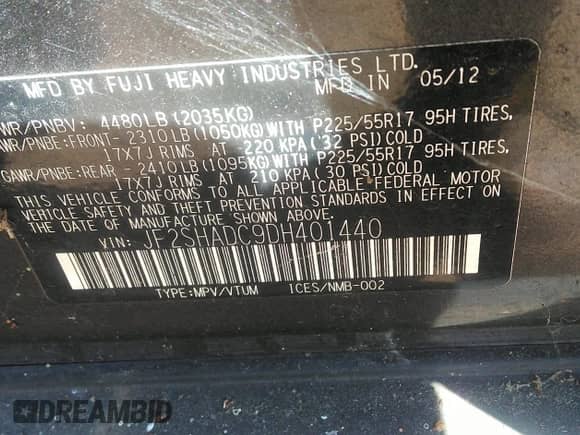 MFD BY FUJI HEAVY INDUSTRIES LTD.
MFD IN 05/12
WR/PNBV: 4480LB (2035KG)
WR/PNBE:FRONT- 2310LB (1050KG)WITH P225/55R17 95H TIRES,
17X7J RIMS AT 220 KPA (32 PSI)COLD
GAWR/PNBE:REAR - 2410LB (1095KG)WITH P225/55R17 95H TIRES,
17X7J RIMS AT 210 KPA (30 PSI)COLD
THIS VEHICLE CONFORMS TO ALL APPLICABLE FEDERAL MOTOR
VEHICLE SAFETY AND THEFT PREVENTION STANDARDS IN EFFECT ON
THE DATE OF MANUFACTURE SHOWN ABOVE.
VIN: JF2SHADC9DH401440
TYPE:MPV/VTUM ICES/NMB-002
DREAMBID